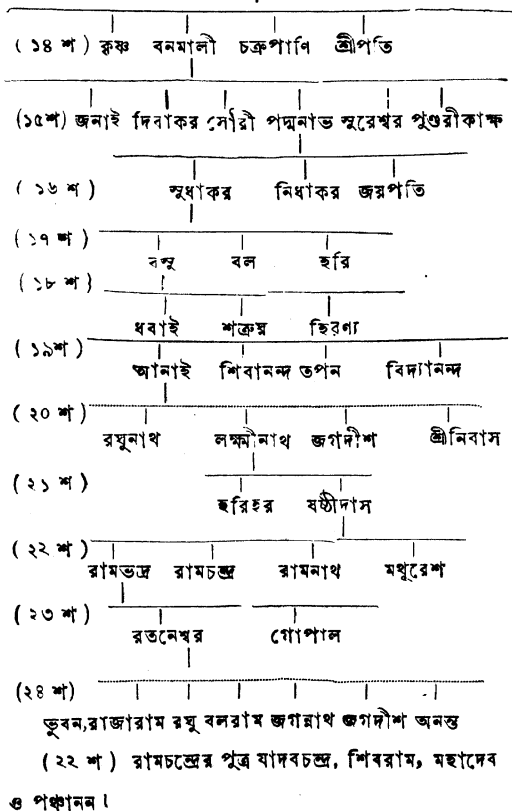 ( ১৪ শ ) কৃষ্ণ বনমালী চক্রপাণি শ্রীপতি
(১৫শ) জনাই দিবাকর সৌরী পদ্মনাভ সুরেশ্বর পুণ্ডরীকাক্ষ
( ১৬ শ ) সুধাকর নিধাকর জয়পতি
( ১৭ শ ) বসু বল হরি
( ১৮ শ )
ধবাই শত্রুঘ্ন হিরণ্য
( ১৯শ )
আনাই শিবানন্দ তপন বিদ্যানন্দ
( ২০ শ )
রঘুনাথ লক্ষ্মীনাথ জগদীশ শ্রীনিবাস
( ২১ শ )
হরিহর ষষ্ঠীদাস
( ২২ শ )
রামভদ্র রামচন্দ্র রামনাথ মথুরেশ
( ২৩ শ )
রতনেশ্বর গোপাল
(২৪ শ)
ভুবন,রাজারাম রঘু বলরাম জগন্নাথ জগদীশ অনন্ত
( ২২ শ ) রামচন্দ্রের পুত্র যাদবচন্দ্র, শিবরাম, মহাদেব
ও পঞ্চানন।